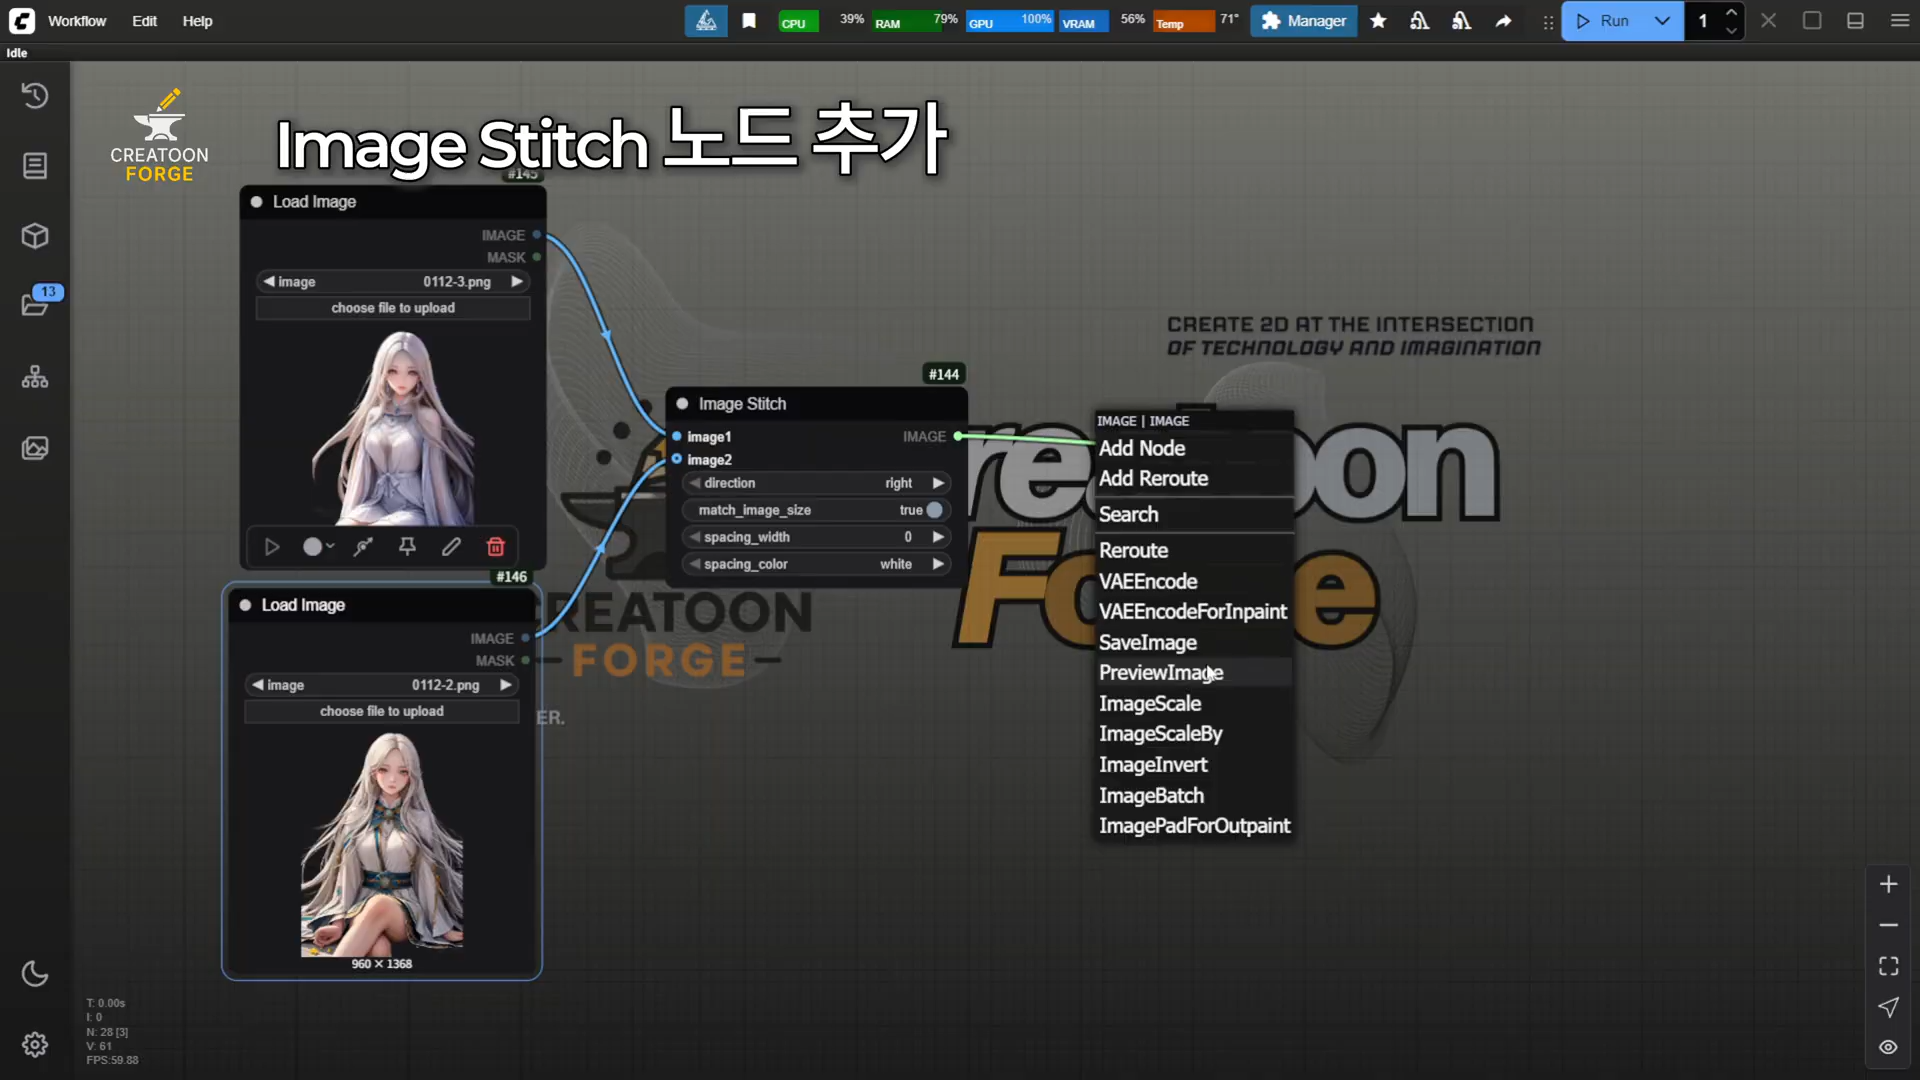 Workflow Edit Help
CPU 39% RAM 79% GPU 100% VRAM 56% Temp 71° Manager Run 1
Idle
13
CREATOON
FORGE
Image Stitch 노드 추가
#145
Load Image
IMAGE
MASK
image 0112-3.png
choose file to upload
#146
Load Image
IMAGE
MASK
image 0112-2.png
choose file to upload
960 × 1368
#144
Image Stitch
image1 IMAGE
image2
direction right
match_image_size true
spacing_width 0
spacing_color white
CREATOON
FORGE
ER.
CREATE 2D AT THE INTERSECTION
OF TECHNOLOGY AND IMAGINATION
IMAGE | IMAGE
Add Node
Add Reroute
Search
Reroute
VAEEncode
VAEEncodeForInpaint
SaveImage
PreviewImage
ImageScale
ImageScaleBy
ImageInvert
ImageBatch
ImagePadForOutpaint
T: 0.00s
I: 0
N: 28 [3]
V: 61
FPS:59.88